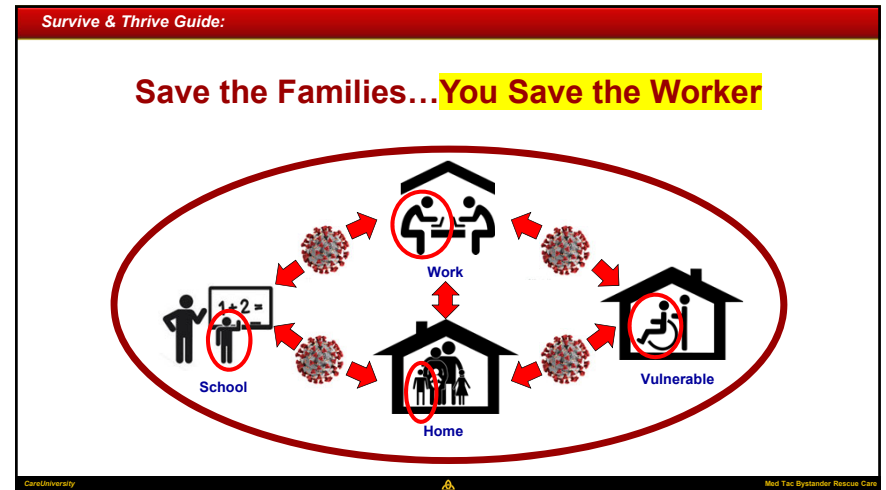 Survive & Thrive Guide:
Save the Families…You Save the Worker
Work
1+2=
School
Vulnerable
Home
CareUniversity
Med Tac Bystander Rescue Care